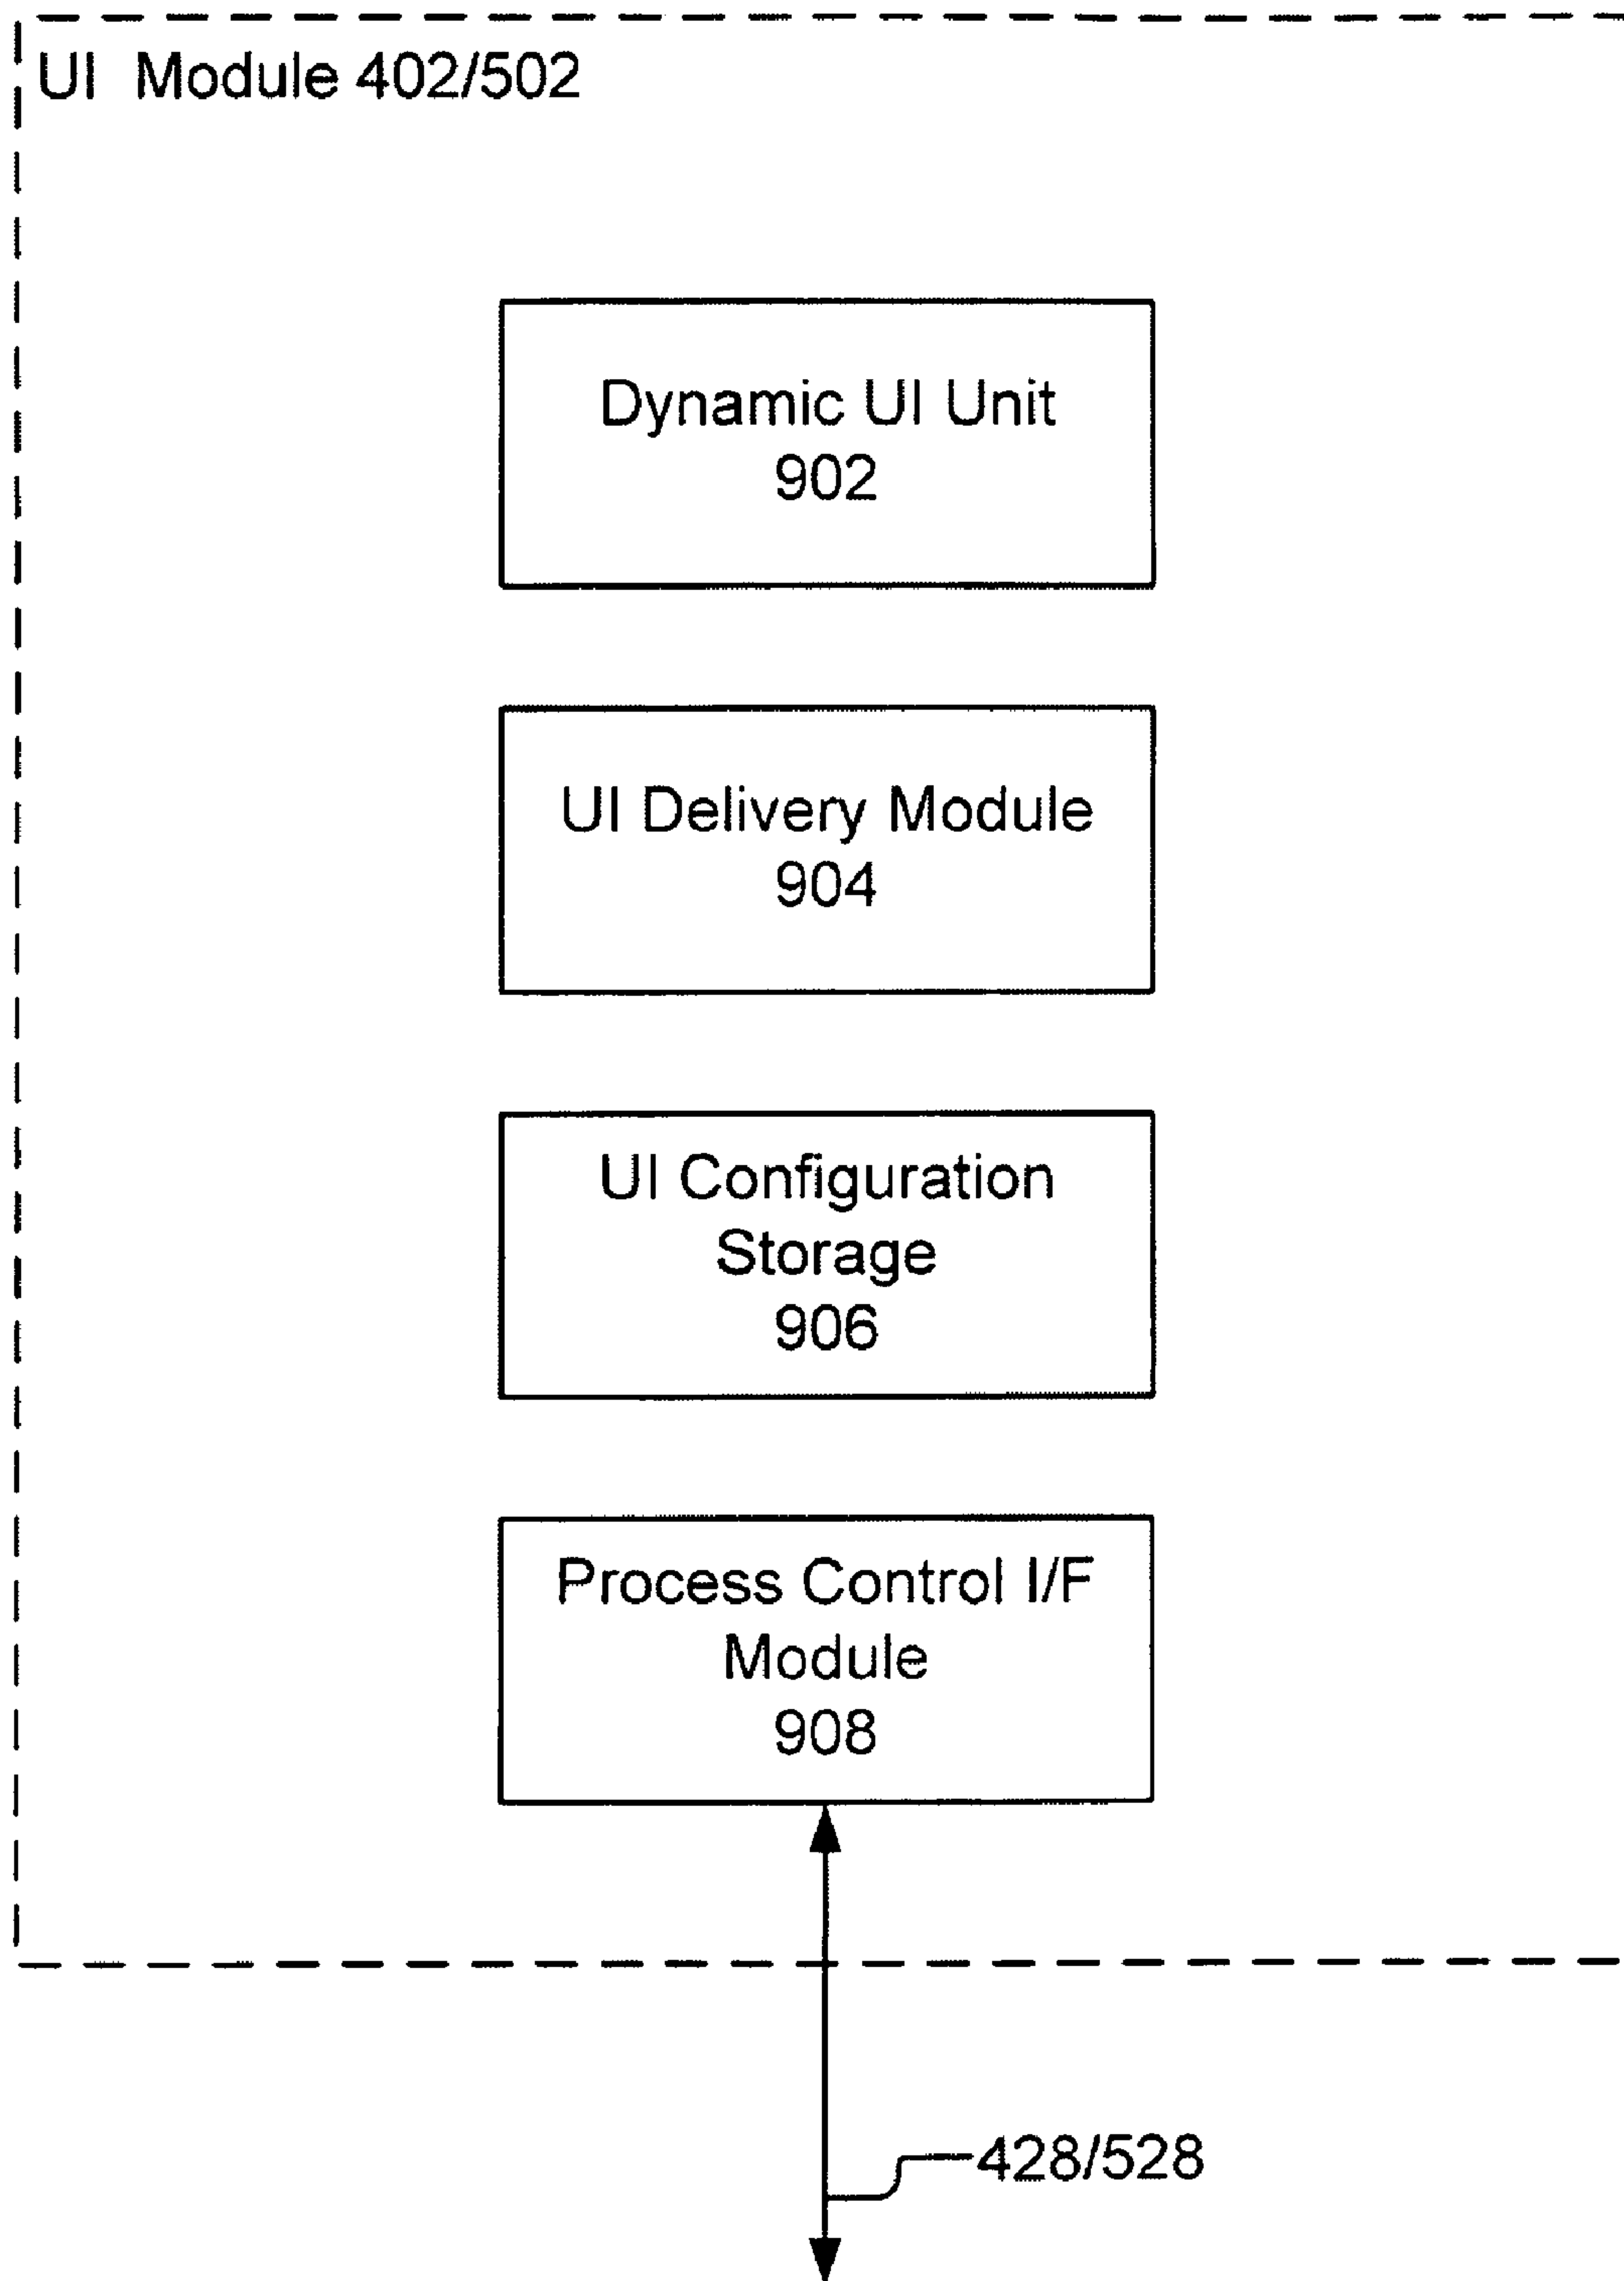 UI Module 402/502
Dynamic UI Unit
902
UI Delivery Module
904
UI Configuration
Storage
906
Process Control I/F
Module
908
428/528